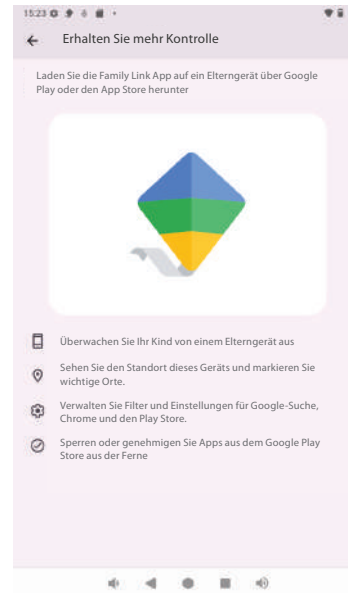 15:23
Erhalten Sie mehr Kontrolle
Laden Sie die Family Link App auf ein Elterngerät über Google
Play oder den App Store herunter
Überwachen Sie Ihr Kind von einem Elterngerät aus
Sehen Sie den Standort dieses Geräts und markieren Sie
wichtige Orte.
Verwalten Sie Filter und Einstellungen für Google-Suche,
Chrome und den Play Store.
Sperren oder genehmigen Sie Apps aus dem Google Play
Store aus der Ferne